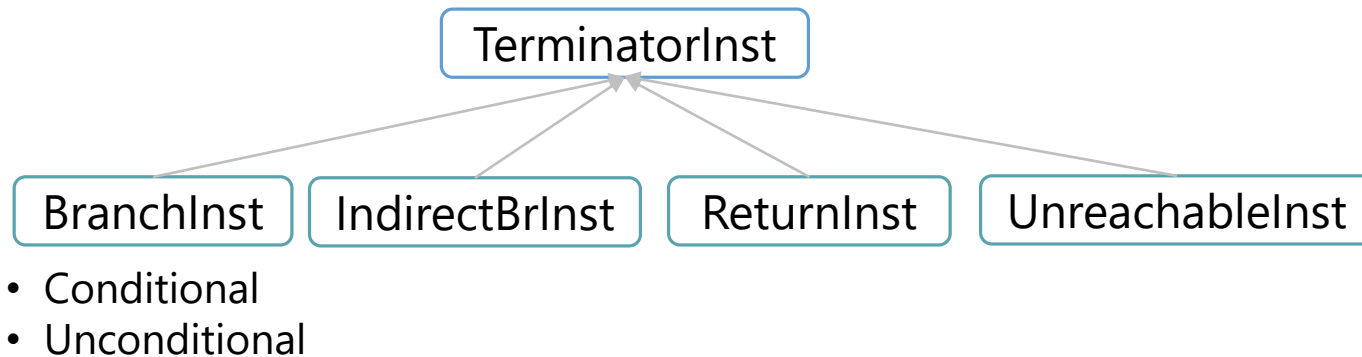 TerminatorInst
BranchInst
IndirectBrInst
ReturnInst
UnreachableInst
• Conditional
• Unconditional